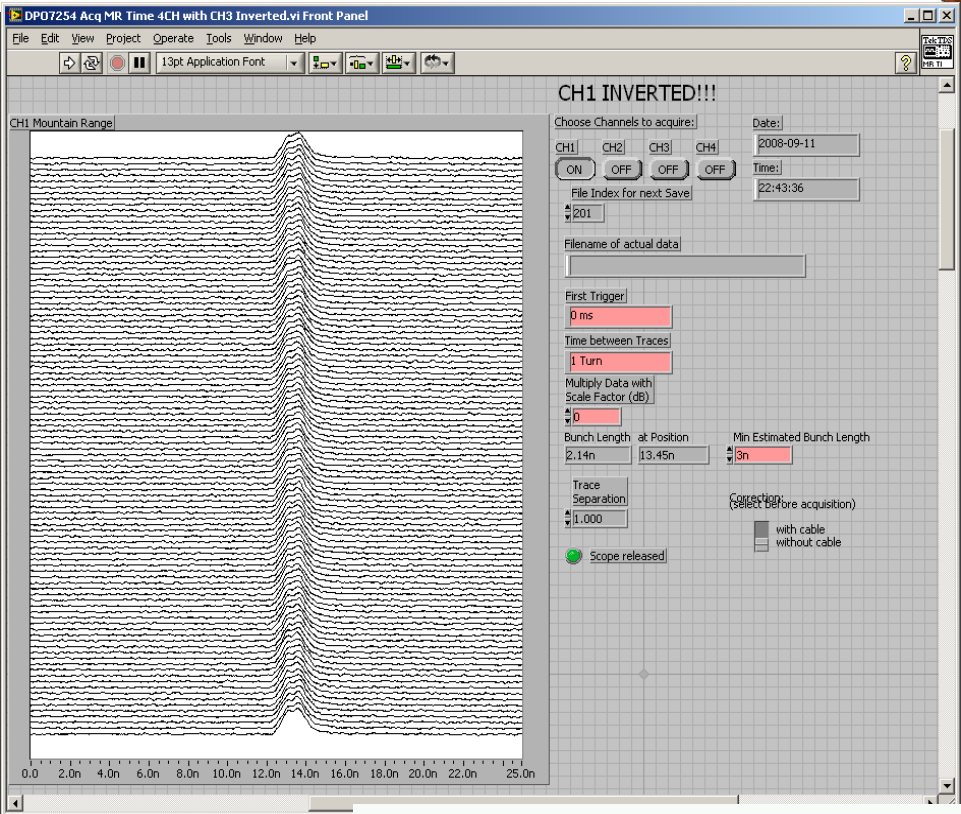 DPO7254 Acq MR Time 4CH with CH3 Inverted.vi Front Panel
File Edit View Project Operate Tools Window Help
13pt Application Font
?
TekTDS
MR TI
CH1 INVERTED!!!
CH1 Mountain Range
Choose Channels to acquire:
CH1 CH2 CH3 CH4
ON OFF OFF OFF
Date:
2008-09-11
Time:
22:43:36
File Index for next Save
201
Filename of actual data
First Trigger
0 ms
Time between Traces
1 Turn
Multiply Data with
Scale Factor (dB)
0
Bunch Length at Position Min Estimated Bunch Length
2.14n 13.45n 3n
Trace
Separation
1.000
Correction:
(select before acquisition)
with cable
without cable
Scope released
0.0 2.0n 4.0n 6.0n 8.0n 10.0n 12.0n 14.0n 16.0n 18.0n 20.0n 22.0n 25.0n